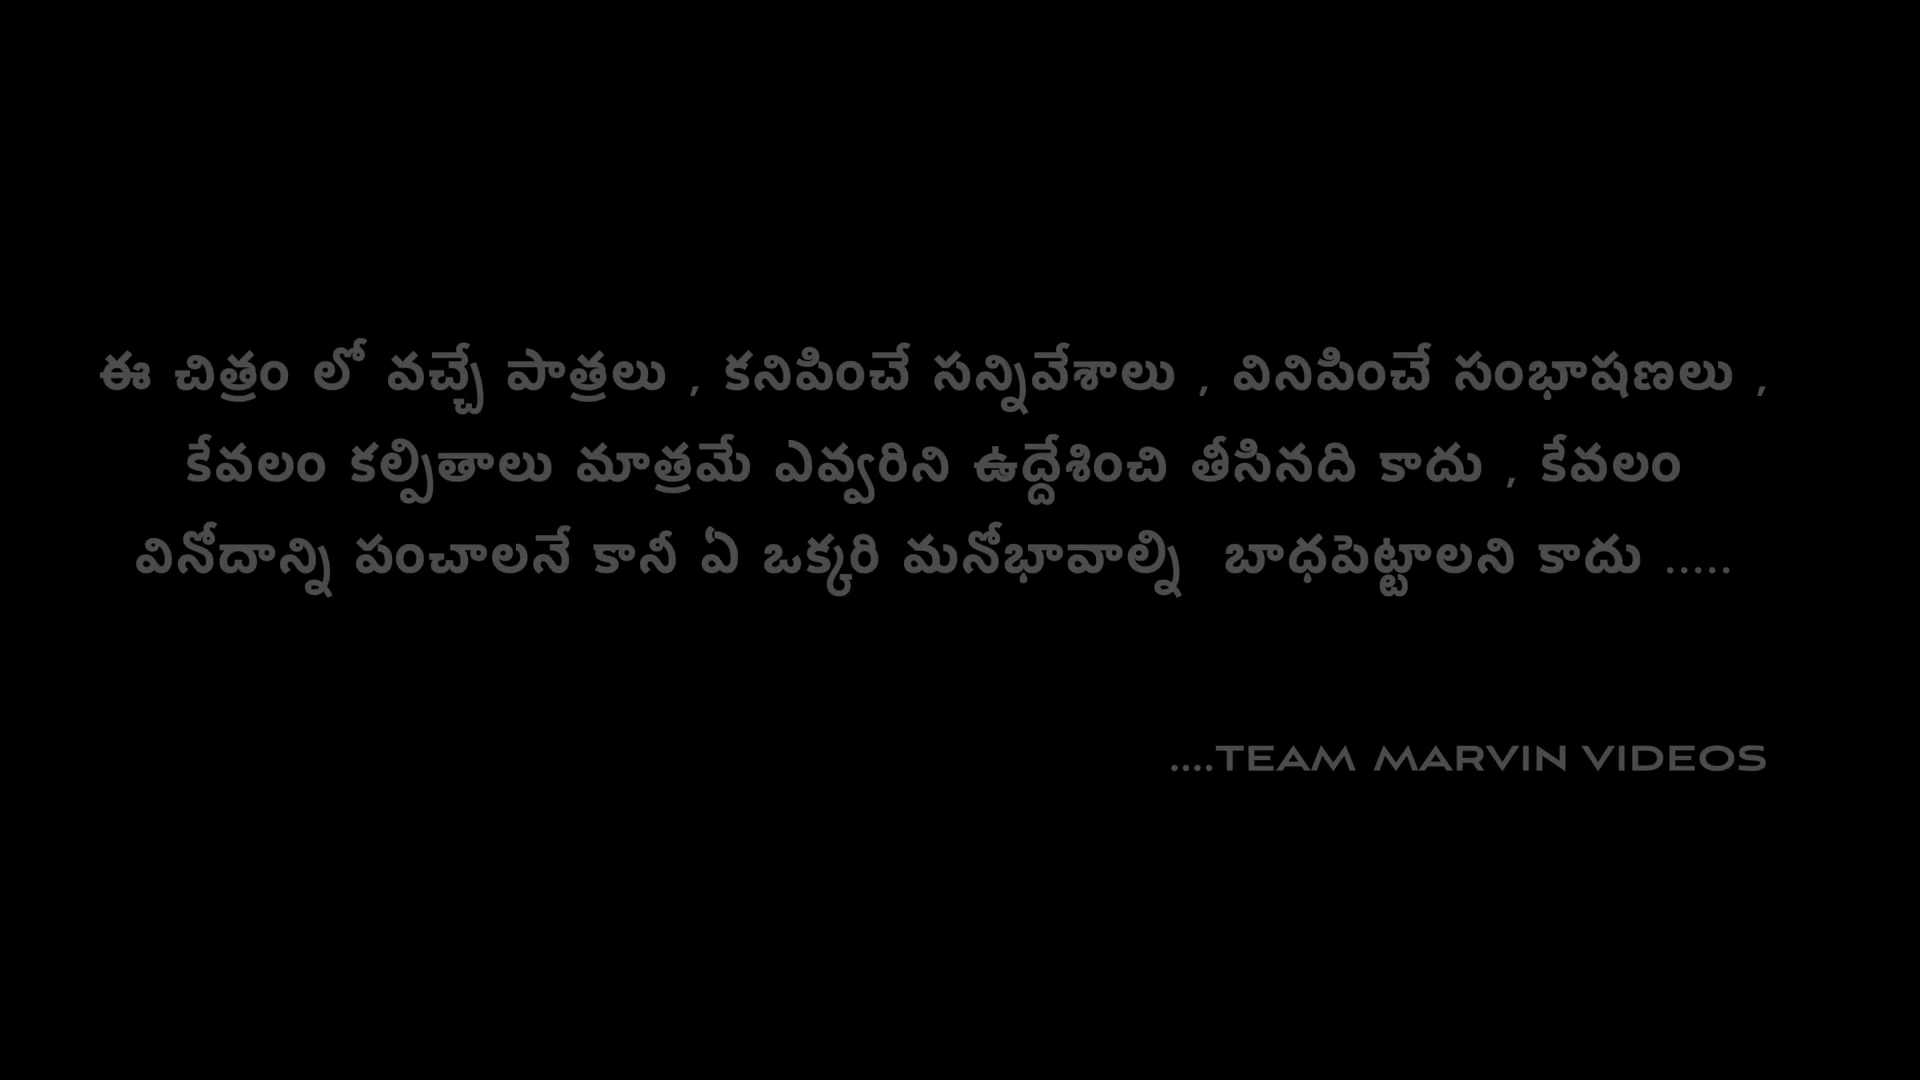 ఈ చిత్రం లో వచ్చే పాత్రలు , కనిపించే సన్నివేశాలు , వినిపించే సంభాషణలు ,
కేవలం కల్పితాలు మాత్రమే ఎవ్వరిని ఉద్దేశించి తీసినది కాదు , కేవలం
వినోదాన్ని పంచాలనే కానీ ఏ ఒక్కరి మనోభావాల్ని బాధపెట్టాలని కాదు .....
....TEAM MARVIN VIDEOS